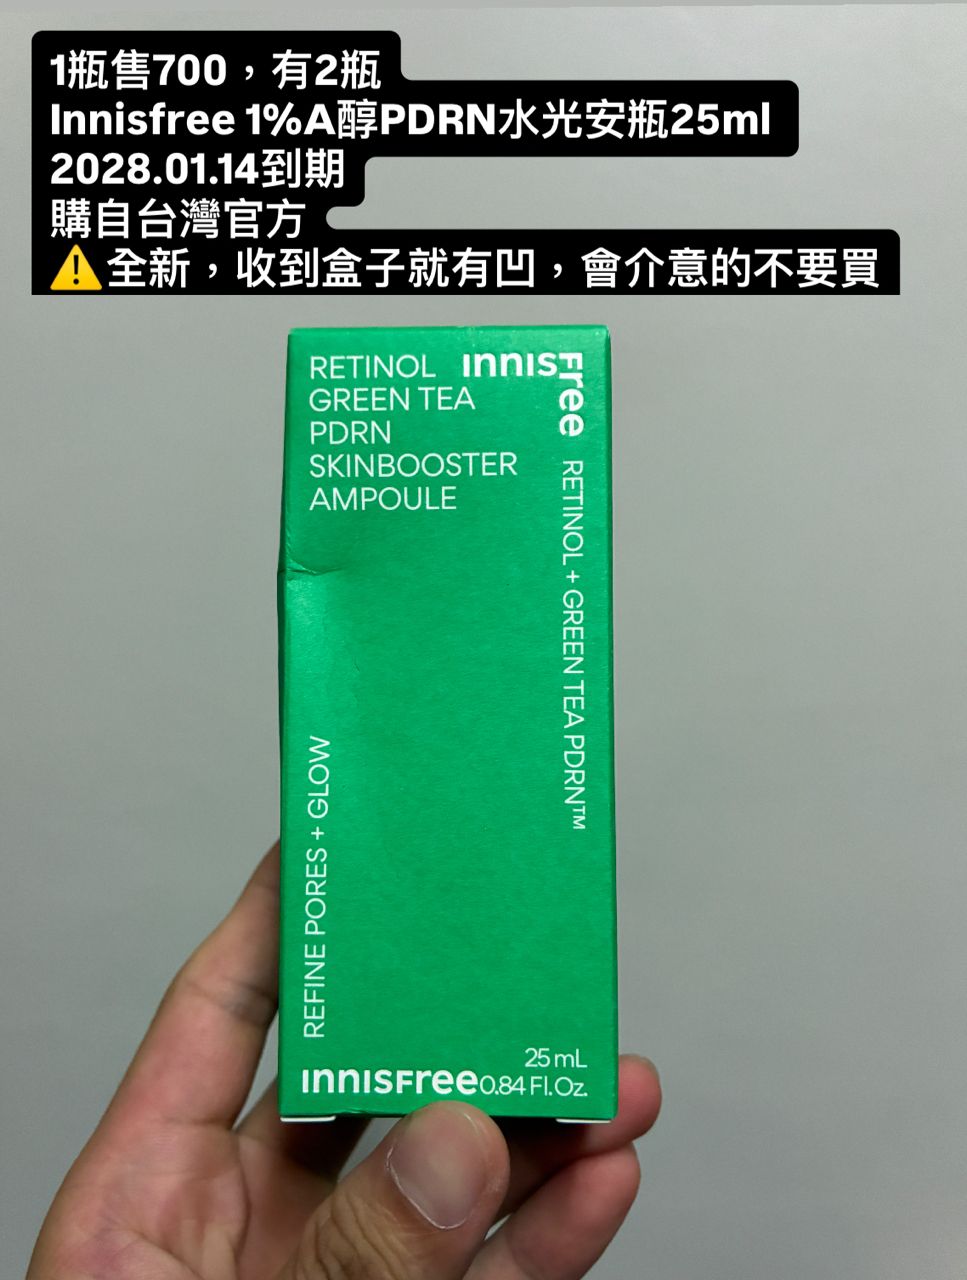 1瓶售700，有2瓶
Innisfree 1%A醇PDRN水光安瓶25ml
2028.01.14到期
購自台灣官方
⚠️全新，收到盒子就有凹，會介意的不要買
RETINOL
GREEN TEA
PDRN
SKINBOOSTER
AMPOULE
innisFree
RETINOL + GREEN TEA PDRN™
REFINE PORES + GLOW
25 mL
innisFree 0.84 Fl.Oz.